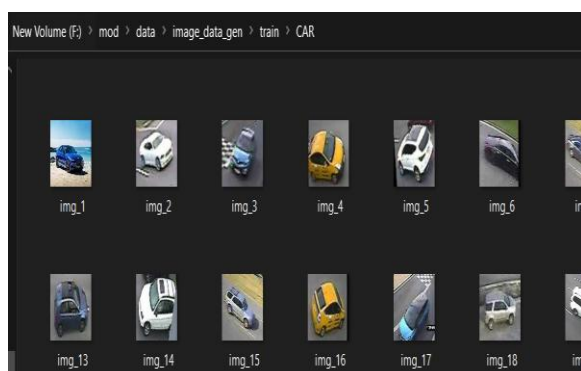 New Volume (F:) > mod > data > image_data_gen > train > CAR
img_1 img_2 img_3 img_4 img_5 img_6
img_13 img_14 img_15 img_16 img_17 img_18